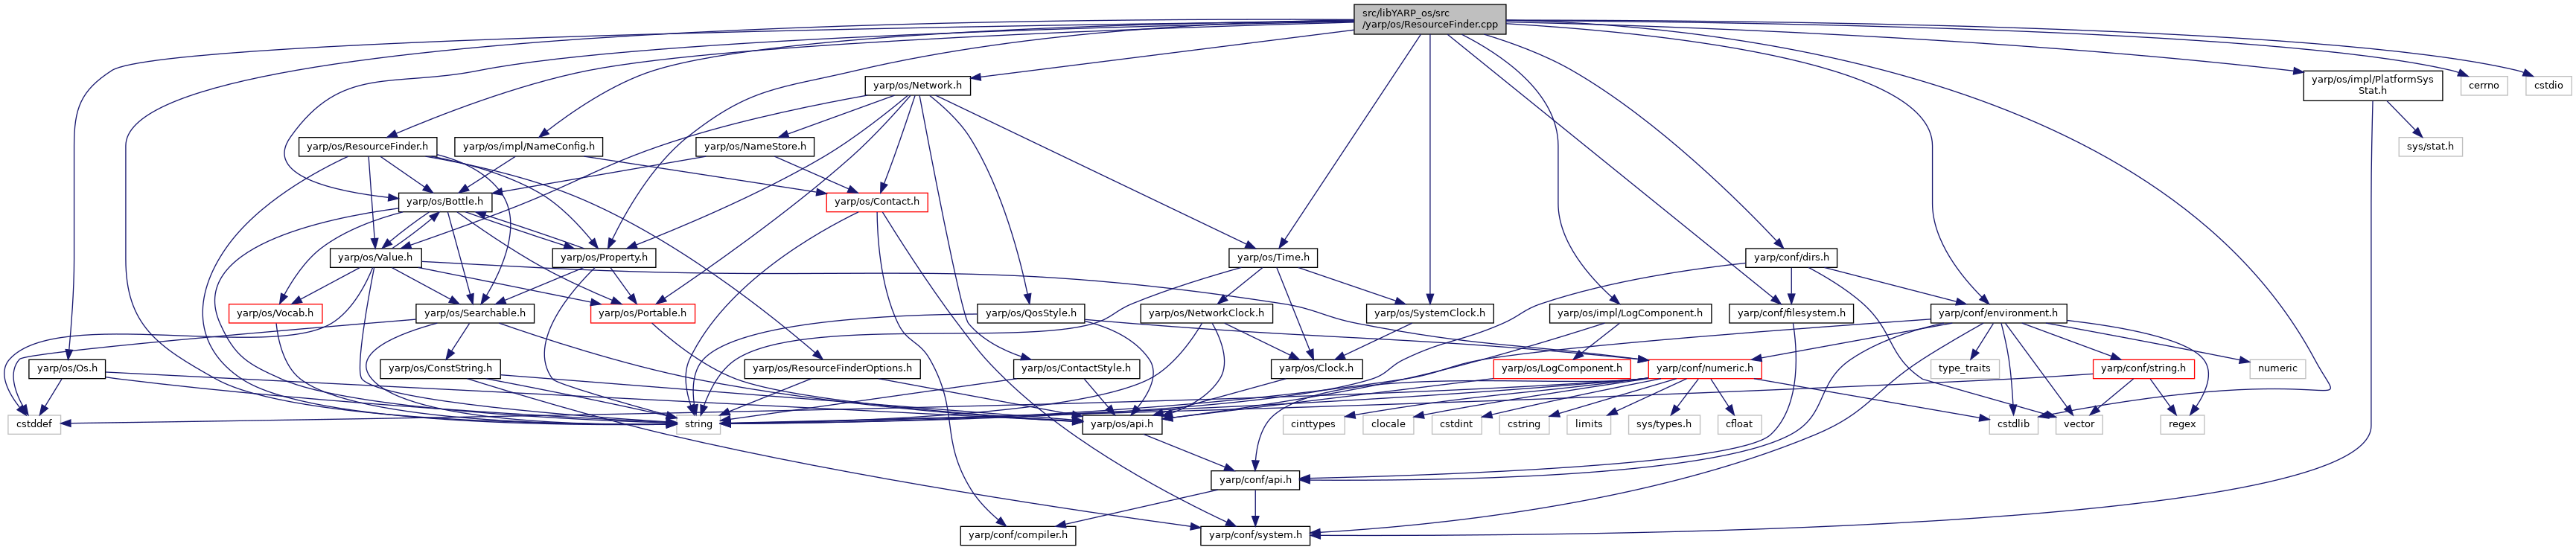 src/libYARP_os/src
/yarp/os/ResourceFinder.cpp
yarp/os/Network.h
yarp/os/impl/PlatformSys
Stat.h
cerrno
cstdio
yarp/os/ResourceFinder.h
yarp/os/impl/NameConfig.h
yarp/os/NameStore.h
sys/stat.h
yarp/os/Bottle.h
yarp/os/Contact.h
yarp/os/Value.h
yarp/os/Property.h
yarp/os/Time.h
yarp/conf/dirs.h
yarp/os/Vocab.h
yarp/os/Searchable.h
yarp/os/Portable.h
yarp/os/QosStyle.h
yarp/os/NetworkClock.h
yarp/os/SystemClock.h
yarp/os/impl/LogComponent.h
yarp/conf/filesystem.h
yarp/conf/environment.h
yarp/os/Os.h
yarp/os/ConstString.h
yarp/os/ResourceFinderOptions.h
yarp/os/ContactStyle.h
yarp/os/Clock.h
yarp/os/LogComponent.h
yarp/conf/numeric.h
type_traits
yarp/conf/string.h
numeric
cstddef
string
yarp/os/api.h
cinttypes
clocale
cstdint
cstring
limits
sys/types.h
cfloat
cstdlib
vector
regex
yarp/conf/api.h
yarp/conf/compiler.h
yarp/conf/system.h